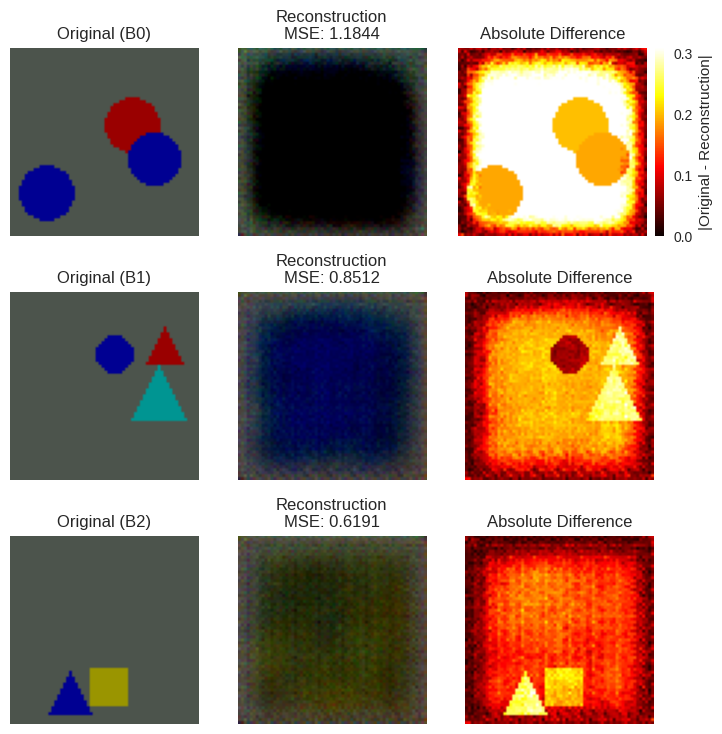 Original (B0)
Reconstruction
MSE: 1.1844
Absolute Difference
0.3
0.2
0.1
0.0
|Original - Reconstruction|
Original (B1)
Reconstruction
MSE: 0.8512
Absolute Difference
Original (B2)
Reconstruction
MSE: 0.6191
Absolute Difference